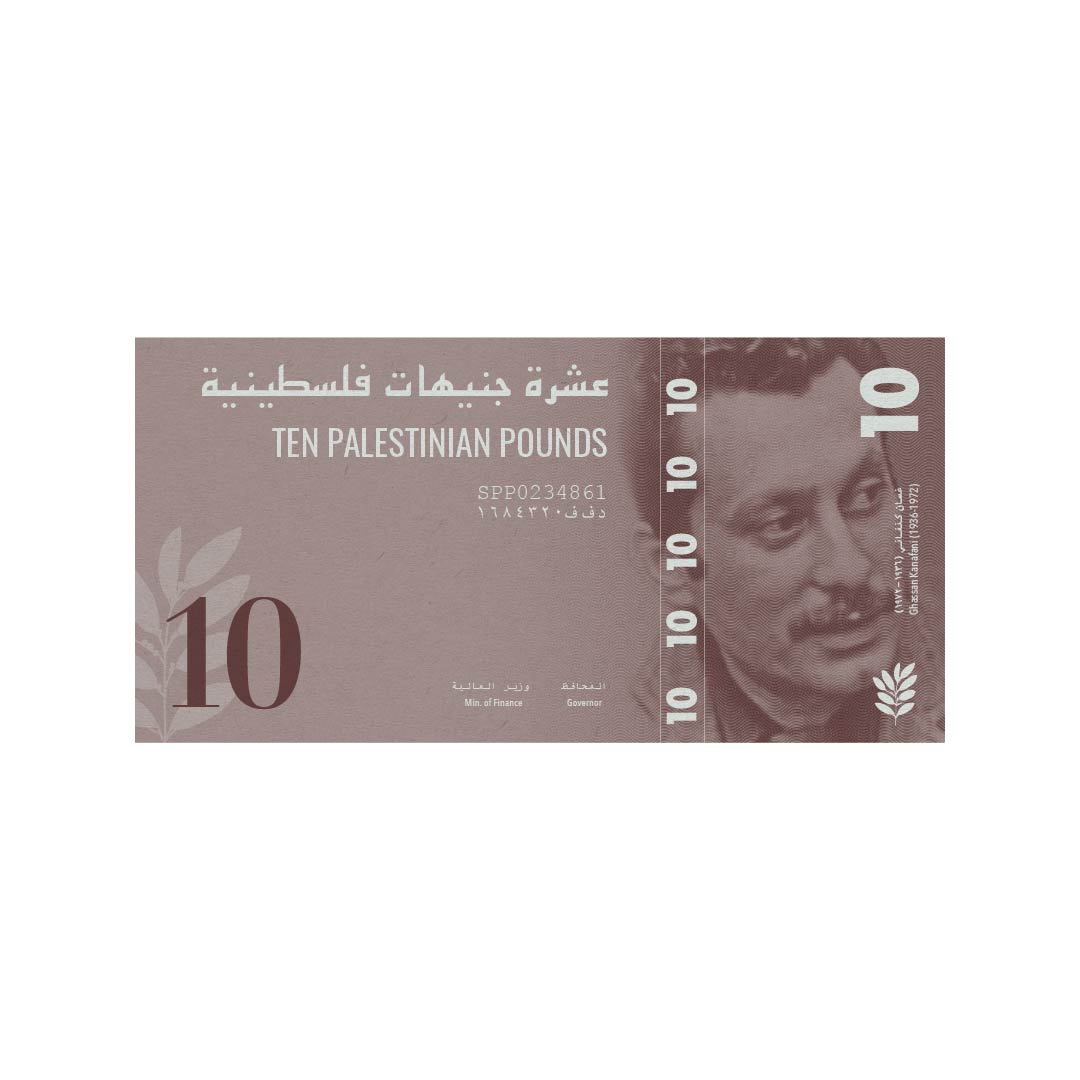 عشرة جنيهات فلسطينية
TEN PALESTINIAN POUNDS
SPP0234861
دفف١٦٨٤٣٢٠
10
وزير المالية
Min. of Finance
المحافظ
Governor
10
10
10
10
10
10
غسان كنفاني (١٩٣٦-١٩٧٢)
Ghassan Kanafani (1936-1972)